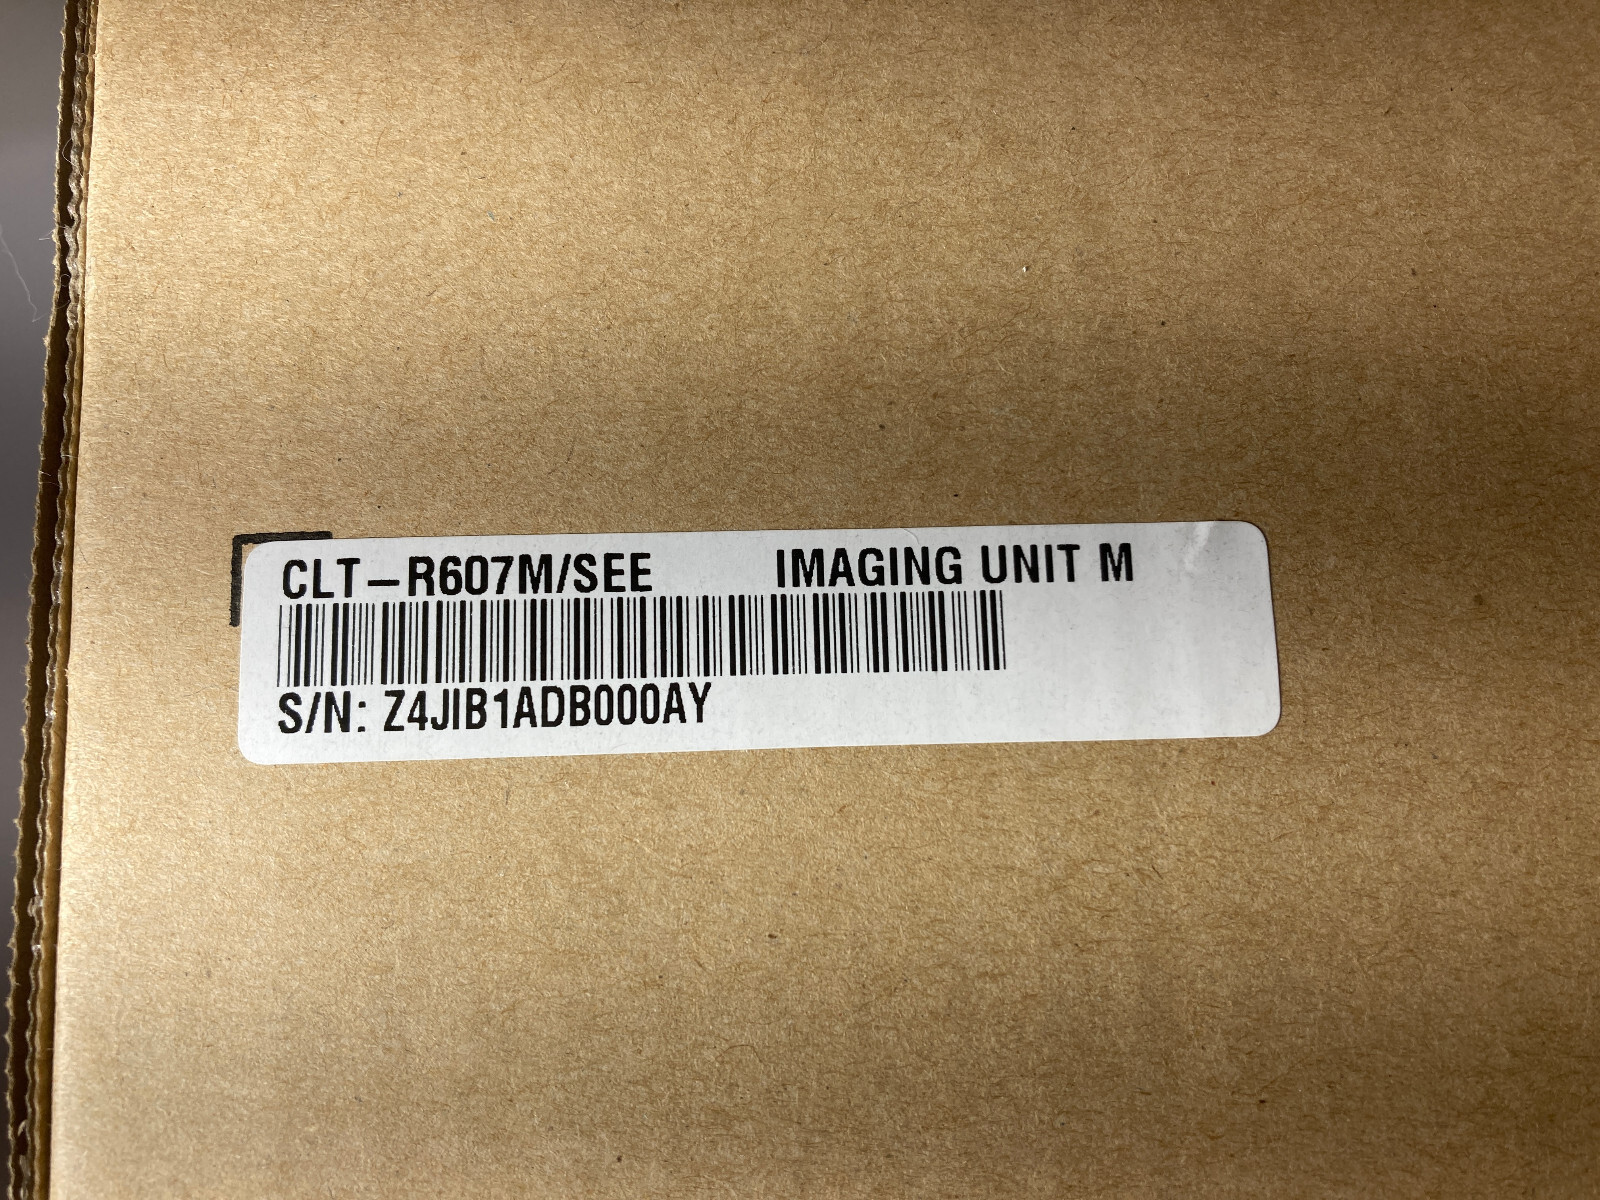 CLT-R607M/SEE IMAGING UNIT M
S/N: Z4JIB1ADB000AY